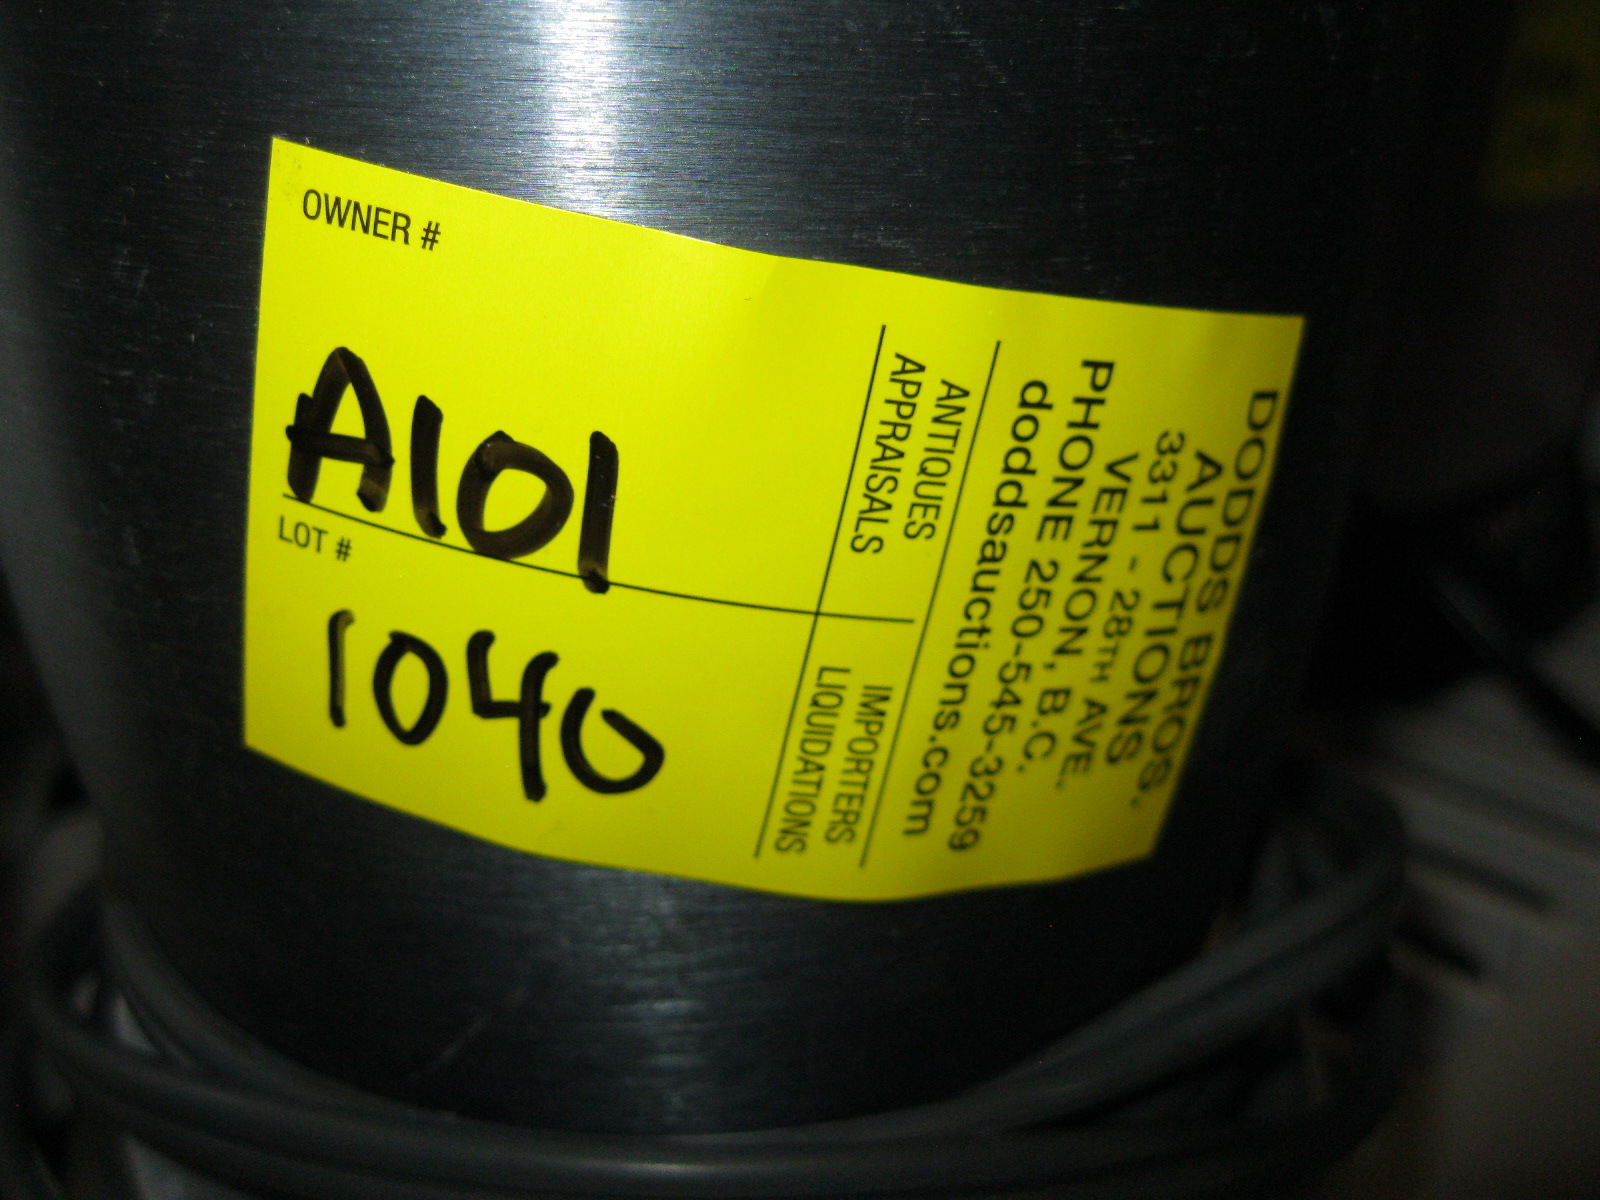 OWNER #
A101
LOT #
1040
DODDS BROS.
AUCTIONS
3311 - 28TH AVE.
VERNON, B.C.
PHONE 250-545-3259
doddsauctions.com
ANTIQUES
APPRAISALS
IMPORTERS
LIQUIDATIONS